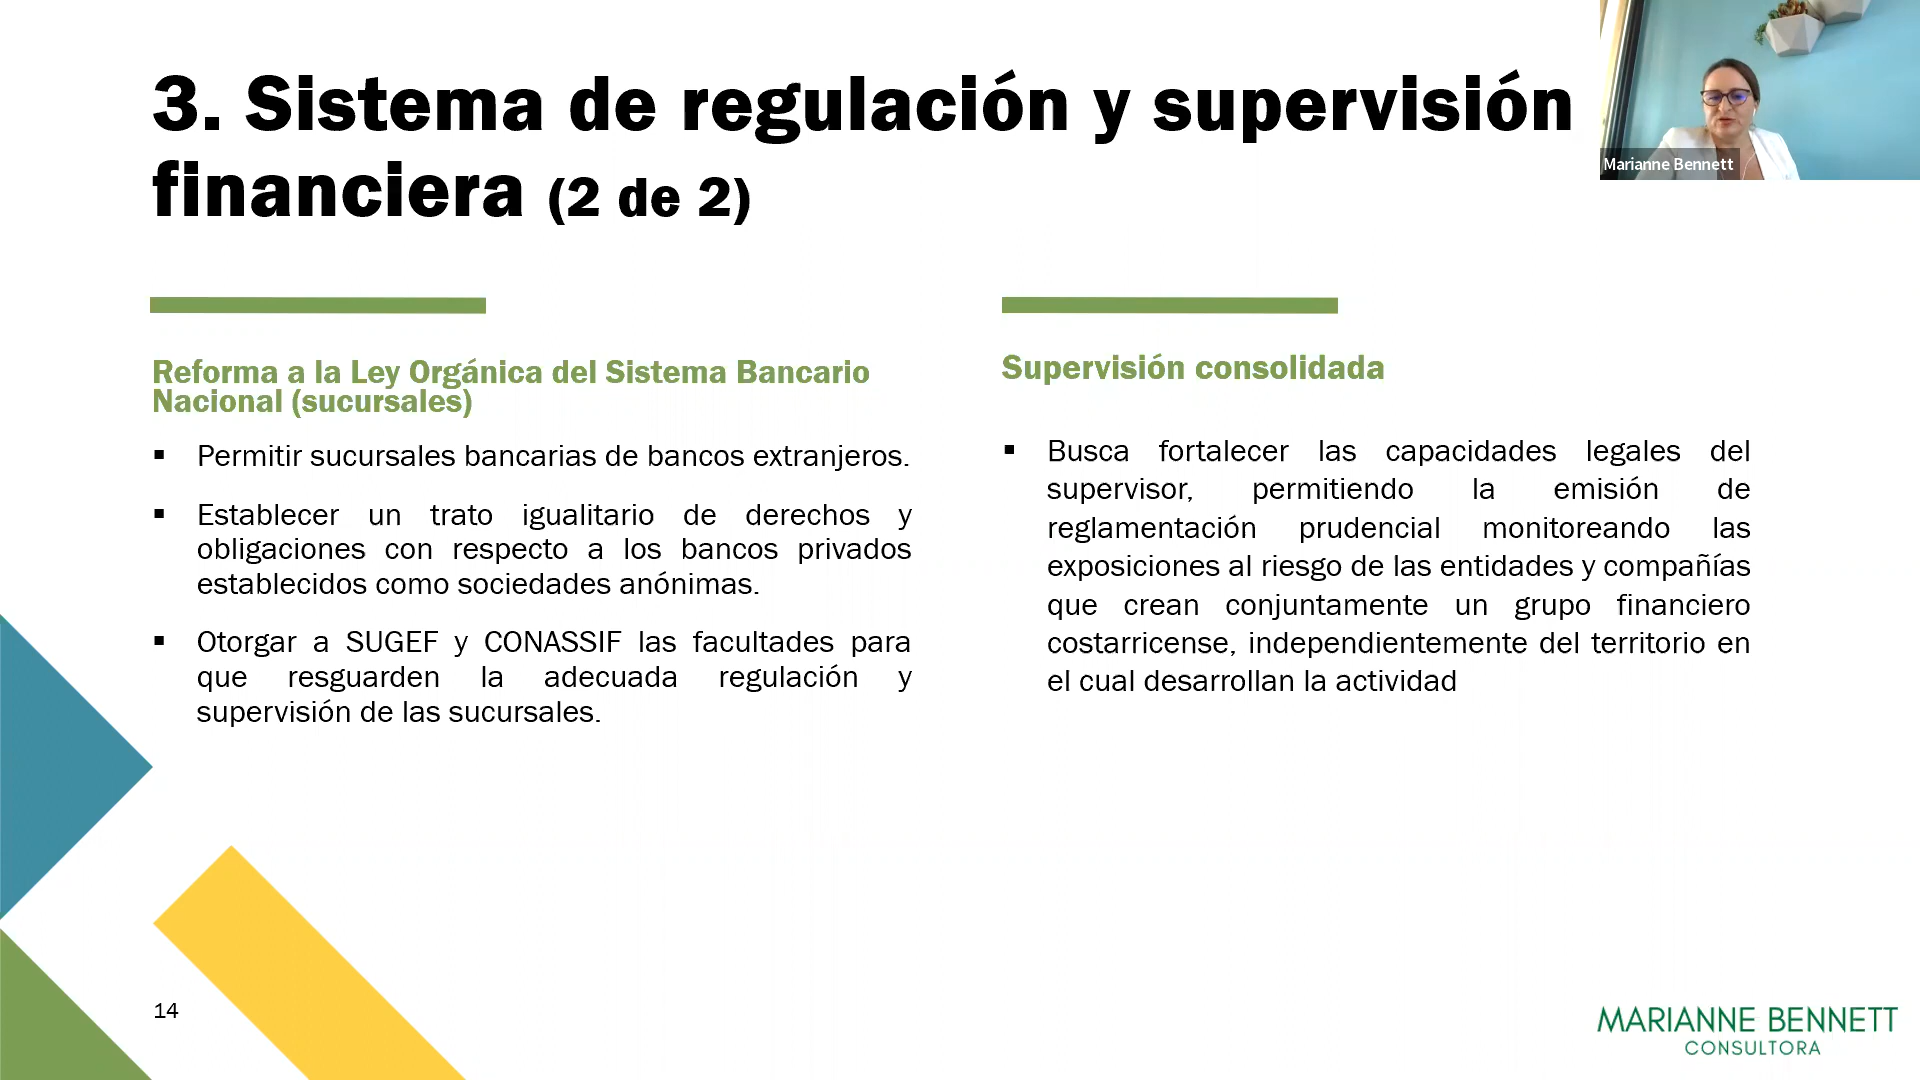 3. Sistema de regulación y supervisión
financiera (2 de 2)
Marianne Bennett
Reforma a la Ley Orgánica del Sistema Bancario
Nacional (sucursales)
▪ Permitir sucursales bancarias de bancos extranjeros.
▪ Establecer un trato igualitario de derechos y
obligaciones con respecto a los bancos privados
establecidos como sociedades anónimas.
▪ Otorgar a SUGEF y CONASSIF las facultades para
que resguarden la adecuada regulación y
supervisión de las sucursales.
Supervisión consolidada
▪ Busca fortalecer las capacidades legales del
supervisor, permitiendo la emisión de
reglamentación prudencial monitoreando las
exposiciones al riesgo de las entidades y compañías
que crean conjuntamente un grupo financiero
costarricense, independientemente del territorio en
el cual desarrollan la actividad
14
MARIANNE BENNETT
CONSULTORA